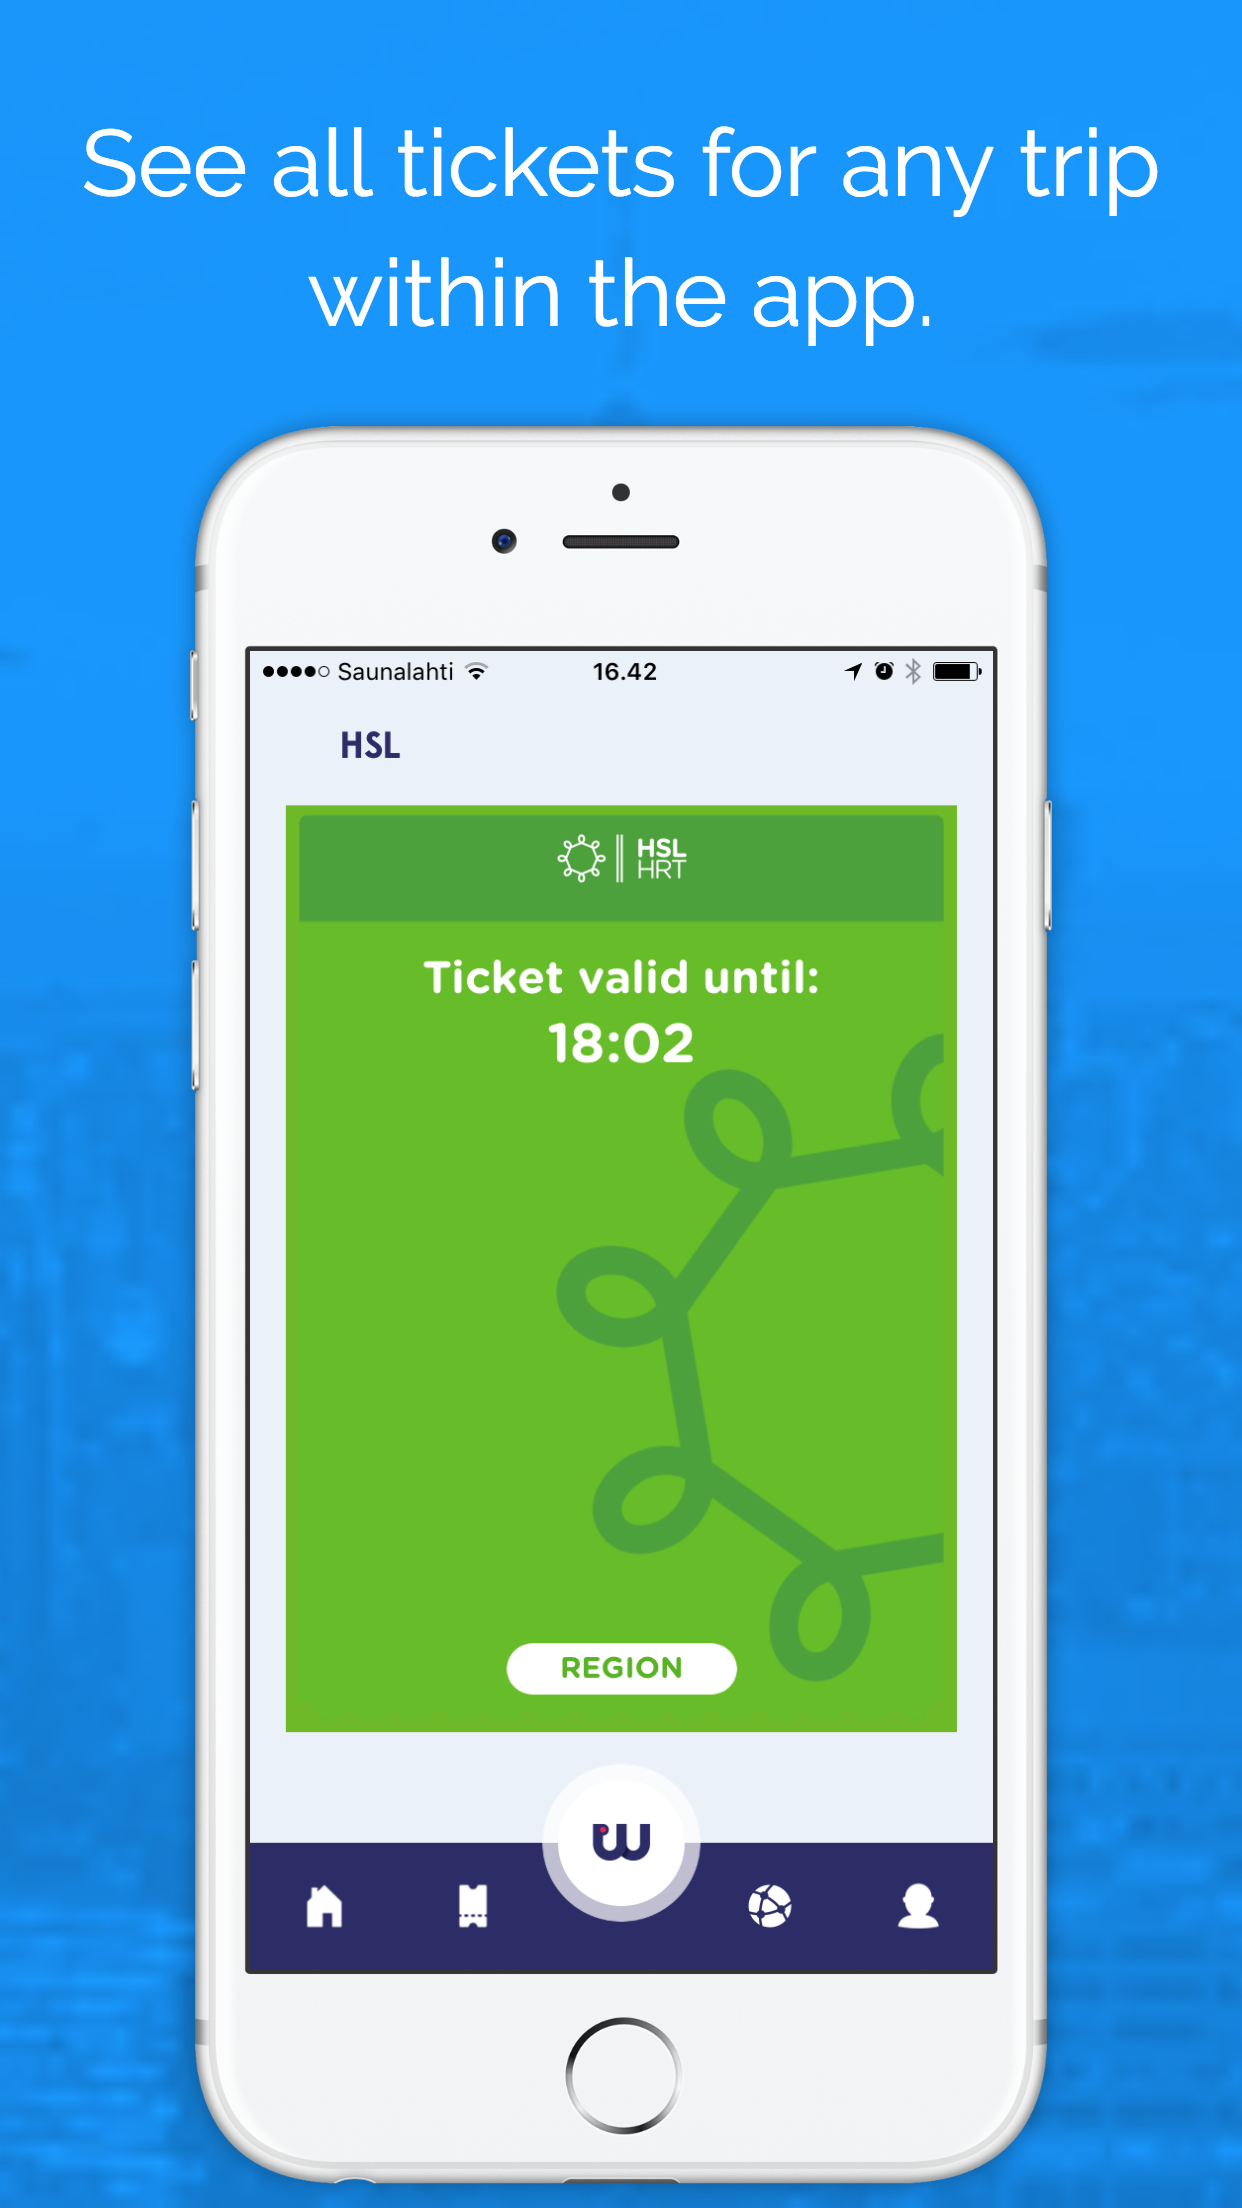 See all tickets for any trip
within the app.
Saunalahti 16.42
HSL
HSL
HRT
Ticket valid until:
18:02
REGION
w